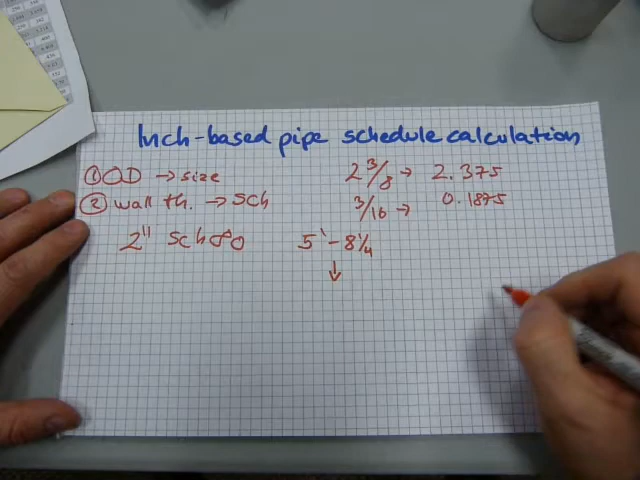 Inch-based pipe schedule calculation
① OD → size 2 3/8 → 2.375
② wall th. → sch 3/16 → 0.1875
2" sch 80 5' - 8 1/4
↓